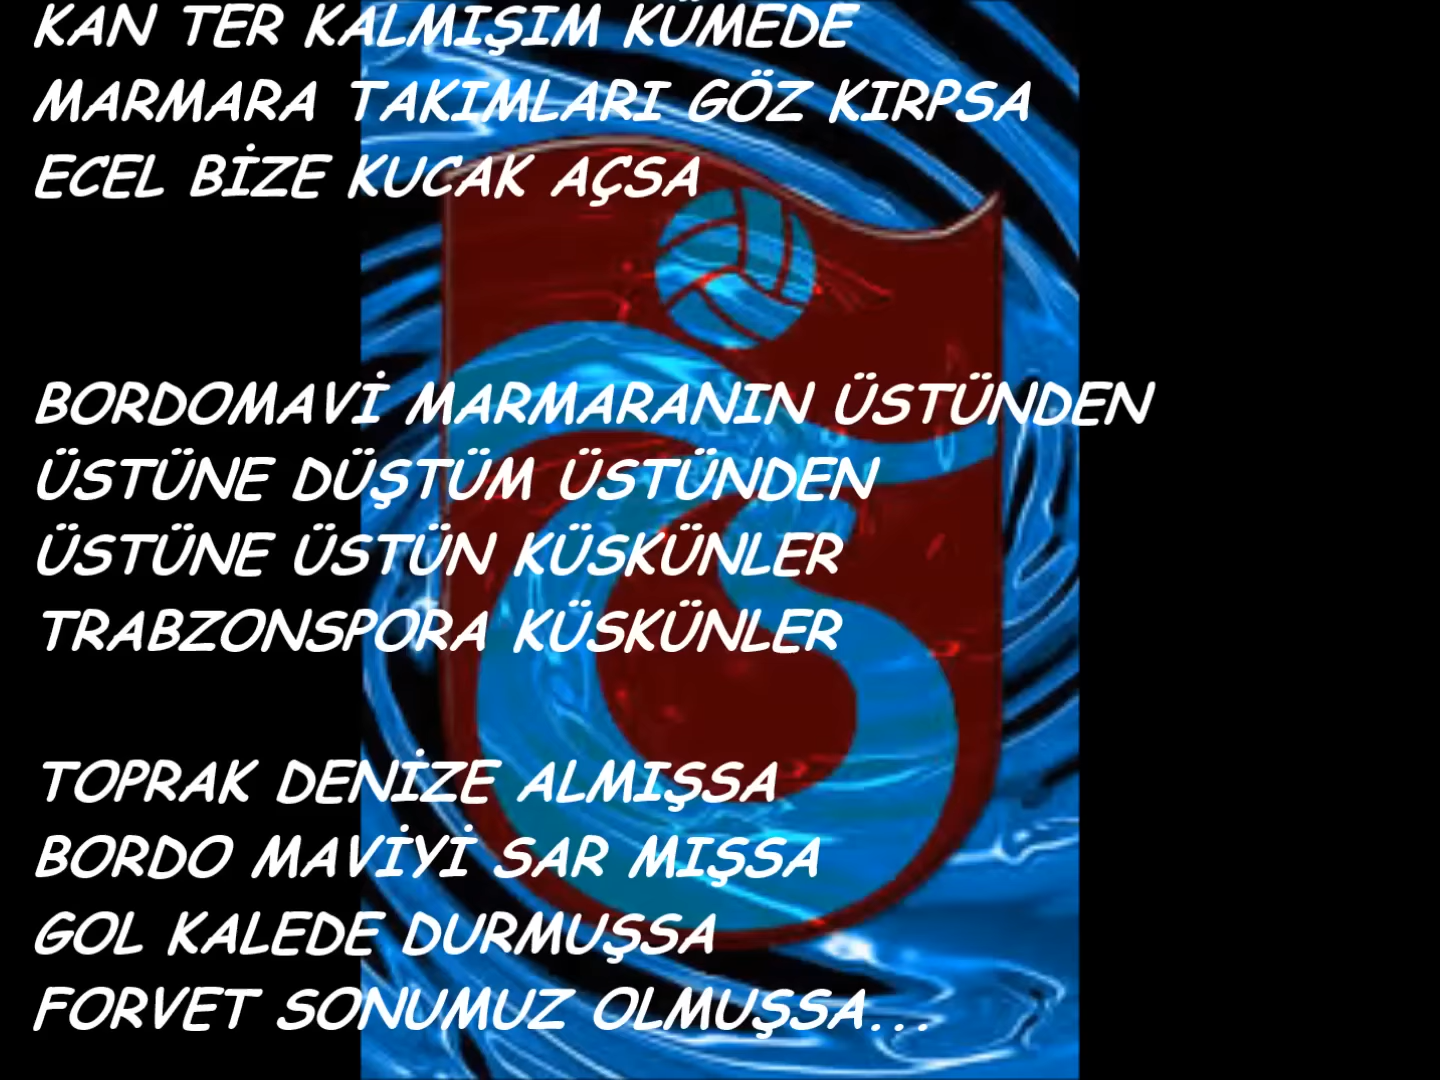 KAN TER KALMIŞIM KÜMEDE
MARMARA TAKIMLARI GÖZ KIRPSA
ECEL BİZE KUCAK AÇSA
BORDOMAVİ MARMARANIN ÜSTÜNDEN
ÜSTÜNE DÜŞTÜM ÜSTÜNDEN
ÜSTÜNE ÜSTÜN KÜSKÜNLER
TRABZONSPORA KÜSKÜNLER
TOPRAK DENİZE ALMIŞSA
BORDO MAVİYİ SAR MIŞSA
GOL KALEDE DURMUŞSA
FORVET SONUMUZ OLMUŞSA...